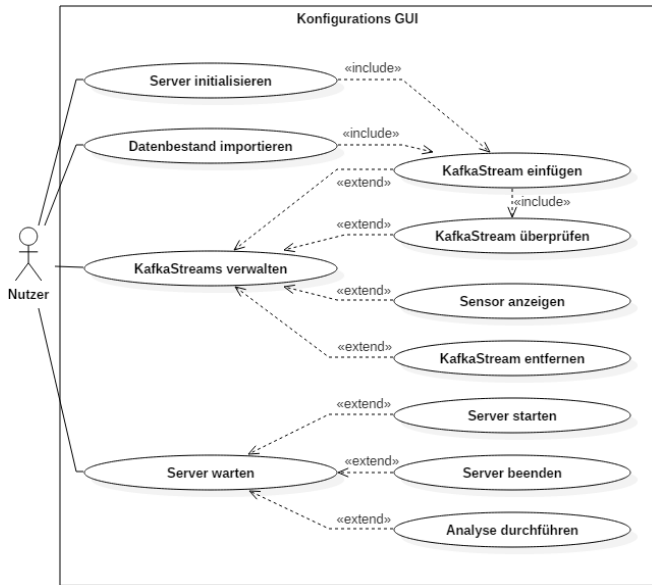 Konfigurations GUI
Server initialisieren
«include»
Datenbestand importieren
«include»
KafkaStream einfügen
«extend»
«include»
«extend»
KafkaStream überprüfen
KafkaStreams verwalten
Nutzer
«extend»
Sensor anzeigen
«extend»
KafkaStream entfernen
«extend»
Server starten
Server warten
«extend»
Server beenden
«extend»
Analyse durchführen